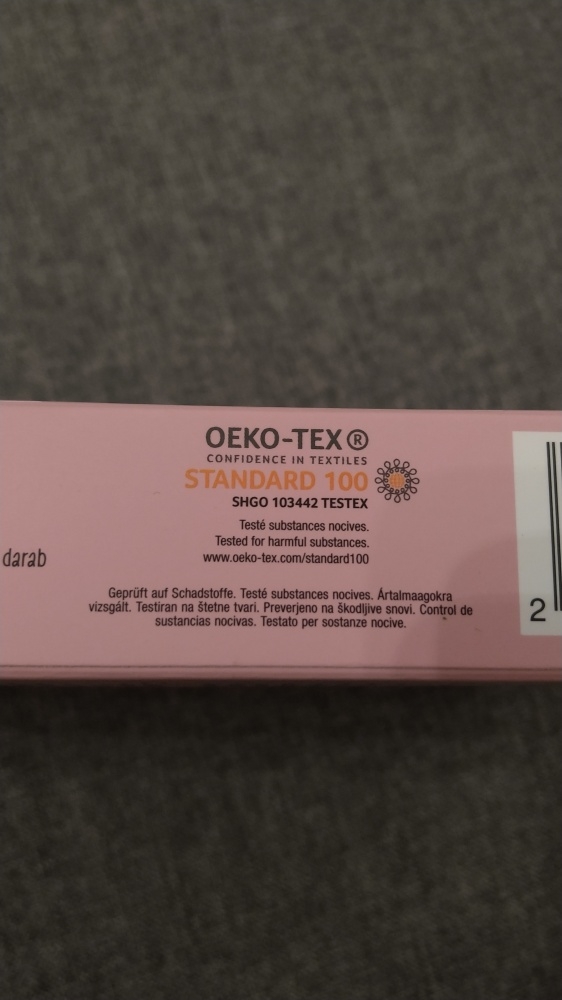 OEKO-TEX®
CONFIDENCE IN TEXTILES
STANDARD 100
SHGO 103442 TESTEX
Testé substances nocives.
Tested for harmful substances.
www.oeko-tex.com/standard100
darab
Geprüft auf Schadstoffe. Testé substances nocives. Ártalmaagokra
vizsgált. Testiran na štetne tvari. Preverjeno na škodljive snovi. Control de
sustancias nocivas. Testato per sostanze nocive.
2